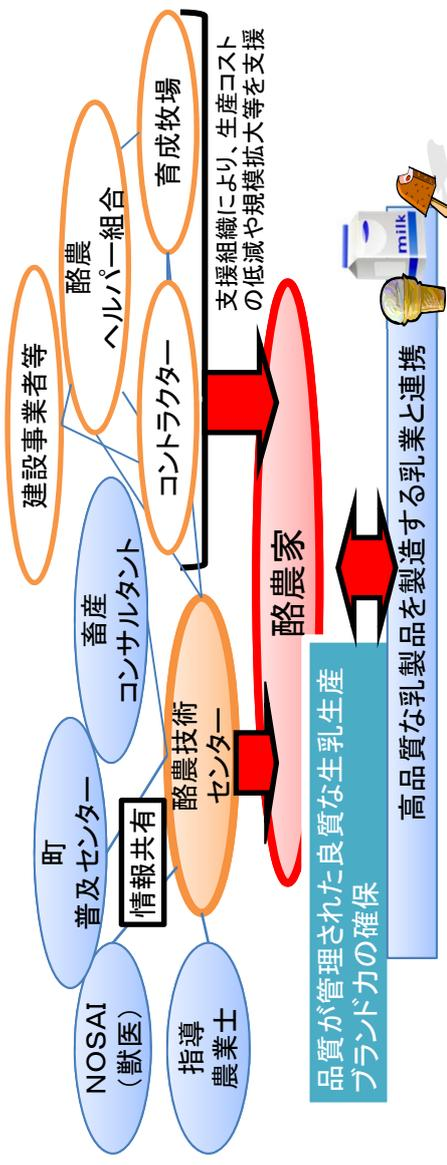 建設事業者等
酪農
ヘルパー組合
育成牧場
コントラクター
畜産
コンサルタント
町
普及センター
NOSAI
（獣医）
指導
農業士
情報共有
酪農技術
センター
支援組織により、生産コスト
の低減や規模拡大等を支援
酪農家
品質が管理された良質な生乳生産
ブランド力の確保
高品質な乳製品を製造する乳業と連携
milk